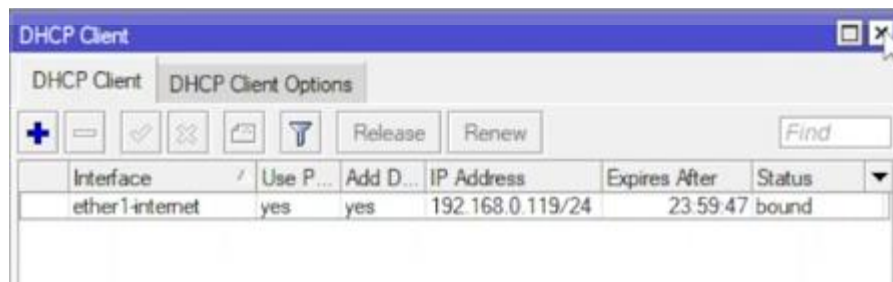 DHCP Client
DHCP Client DHCP Client Options
Release Renew Find
Interface Use P... Add D... IP Address Expires After Status
ether1-internet yes yes 192.168.0.119/24 23:59:47 bound